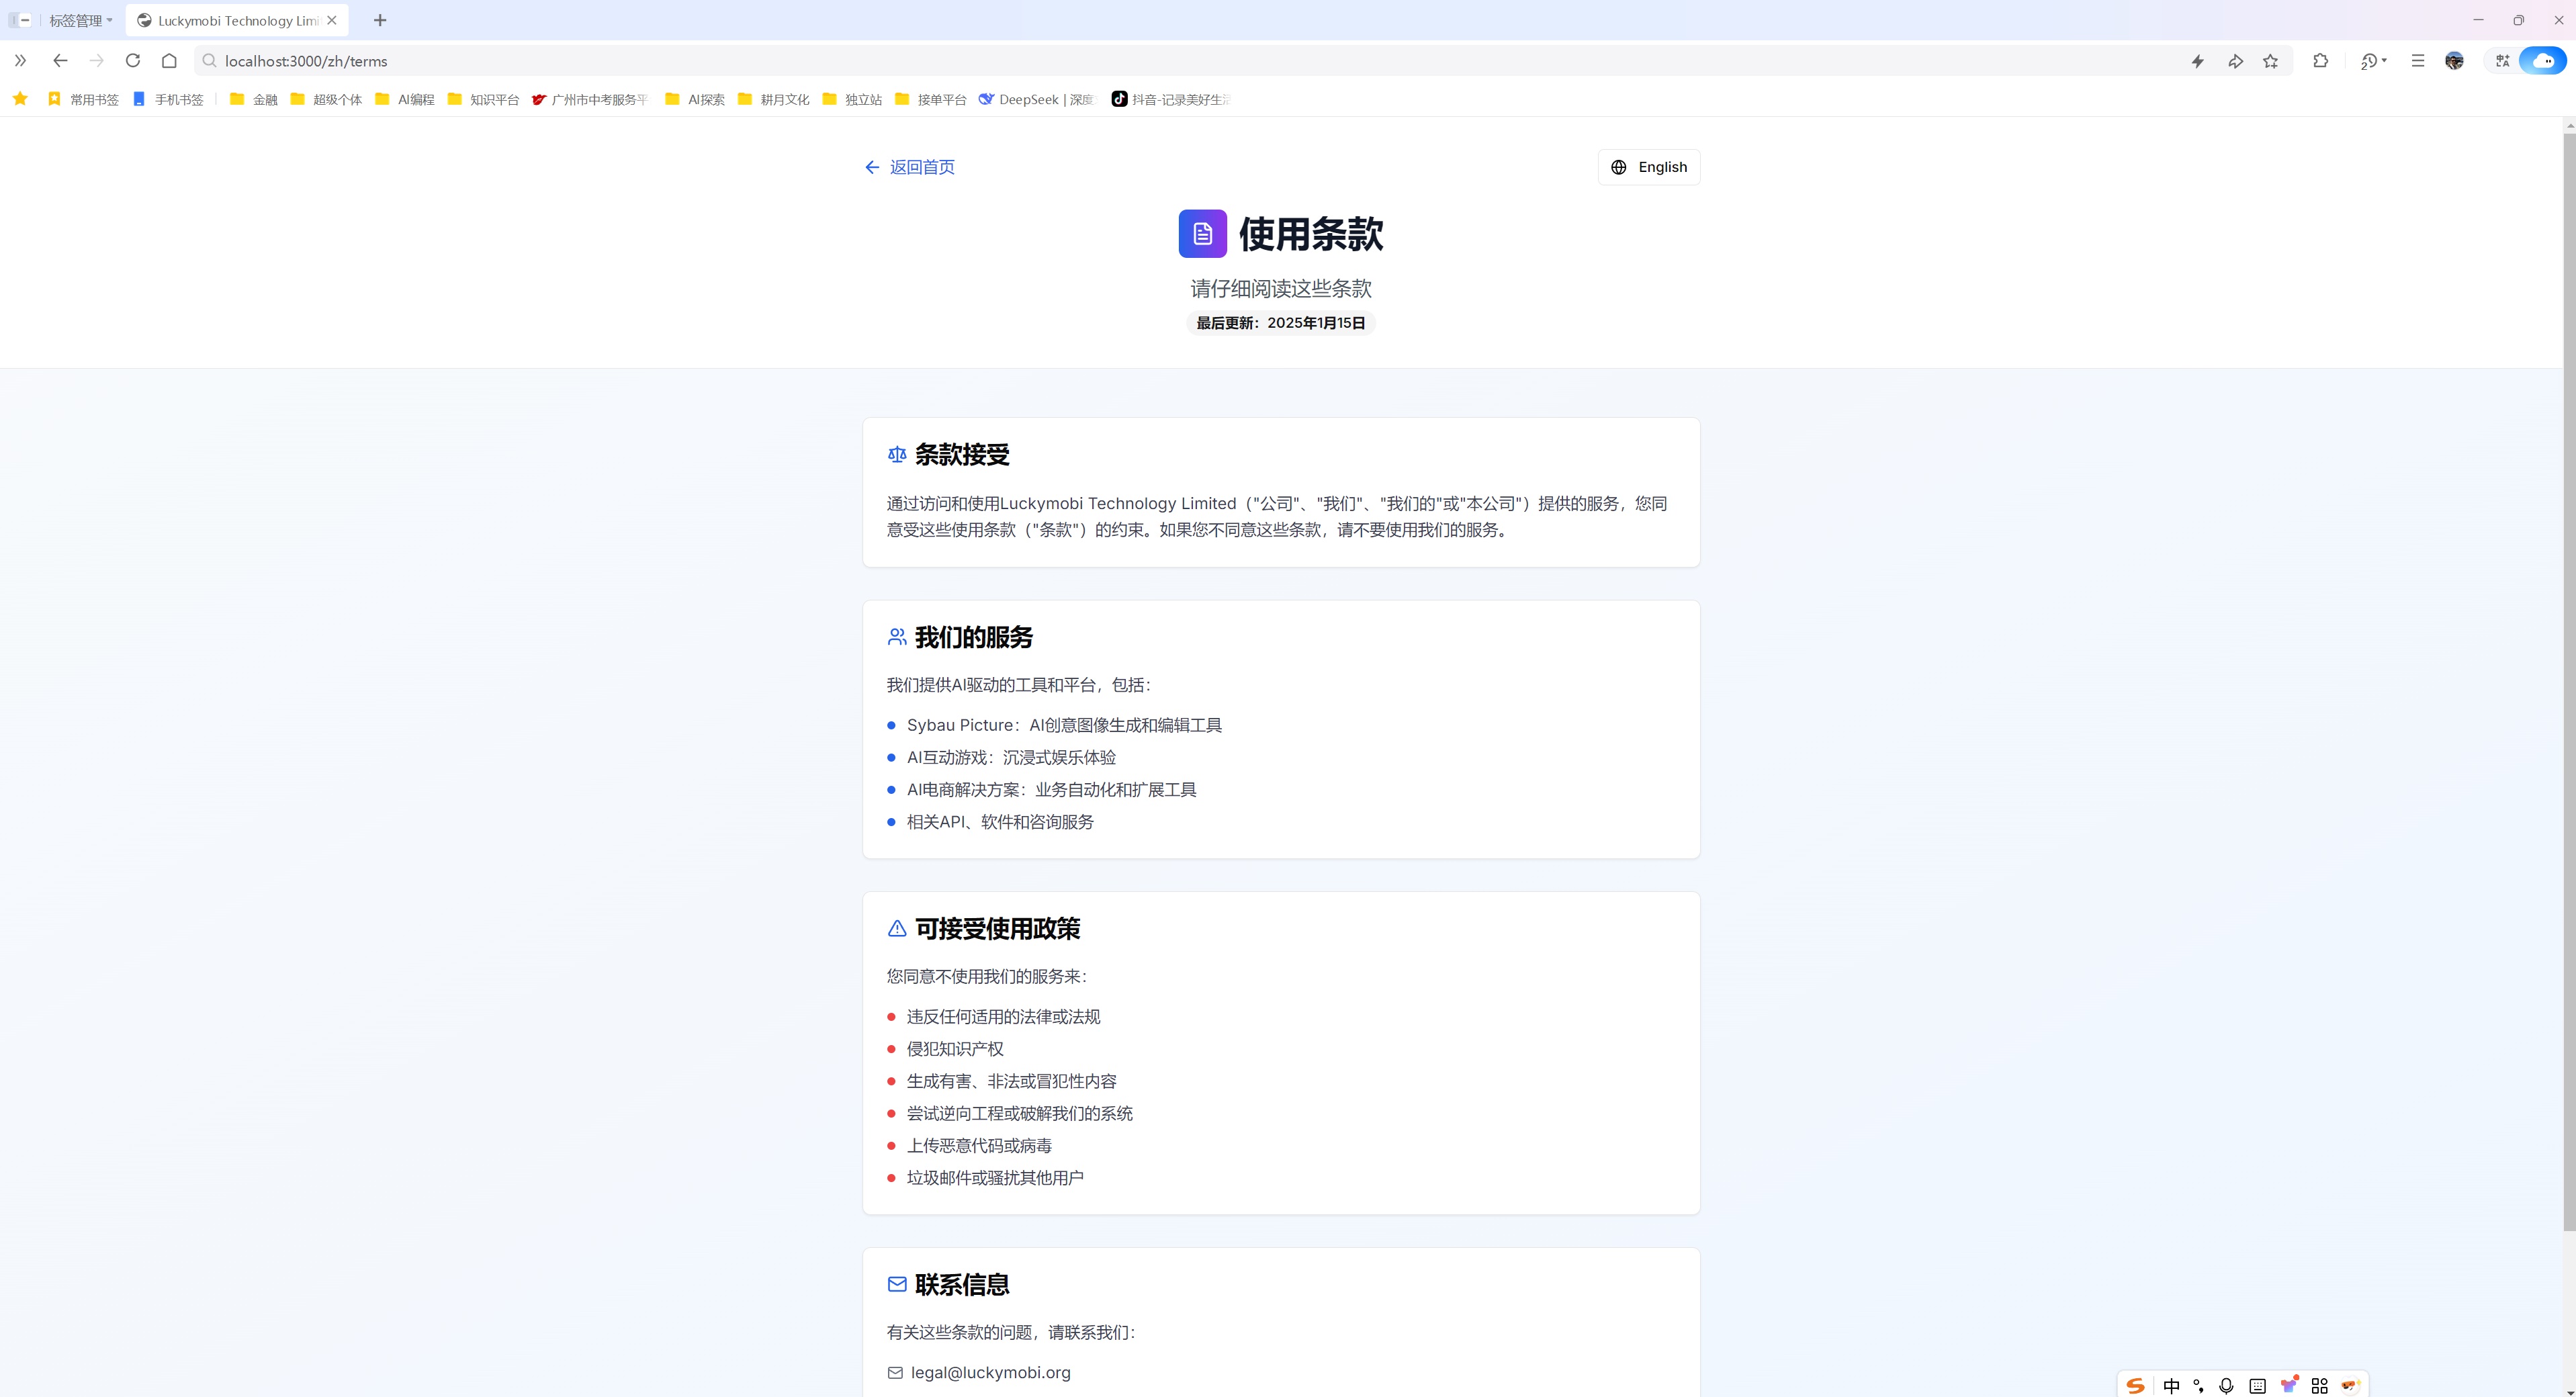 标签管理
Luckymobi Technology Limi
localhost:3000/zh/terms
常用书签 手机书签 金融 超级个体 AI编程 知识平台 广州市中考服务平 AI探索 耕月文化 独立站 接单平台 DeepSeek | 深度 抖音-记录美好生活
返回首页
English
使用条款
请仔细阅读这些条款
最后更新：2025年1月15日
条款接受
通过访问和使用Luckymobi Technology Limited（"公司"、"我们"、"我们的"或"本公司"）提供的服务，您同
意受这些使用条款（"条款"）的约束。如果您不同意这些条款，请不要使用我们的服务。
我们的服务
我们提供AI驱动的工具和平台，包括：
Sybau Picture：AI创意图像生成和编辑工具
AI互动游戏：沉浸式娱乐体验
AI电商解决方案：业务自动化和扩展工具
相关API、软件和咨询服务
可接受使用政策
您同意不使用我们的服务来：
违反任何适用的法律或法规
侵犯知识产权
生成有害、非法或冒犯性内容
尝试逆向工程或破解我们的系统
上传恶意代码或病毒
垃圾邮件或骚扰其他用户
联系信息
有关这些条款的问题，请联系我们：
legal@luckymobi.org
中